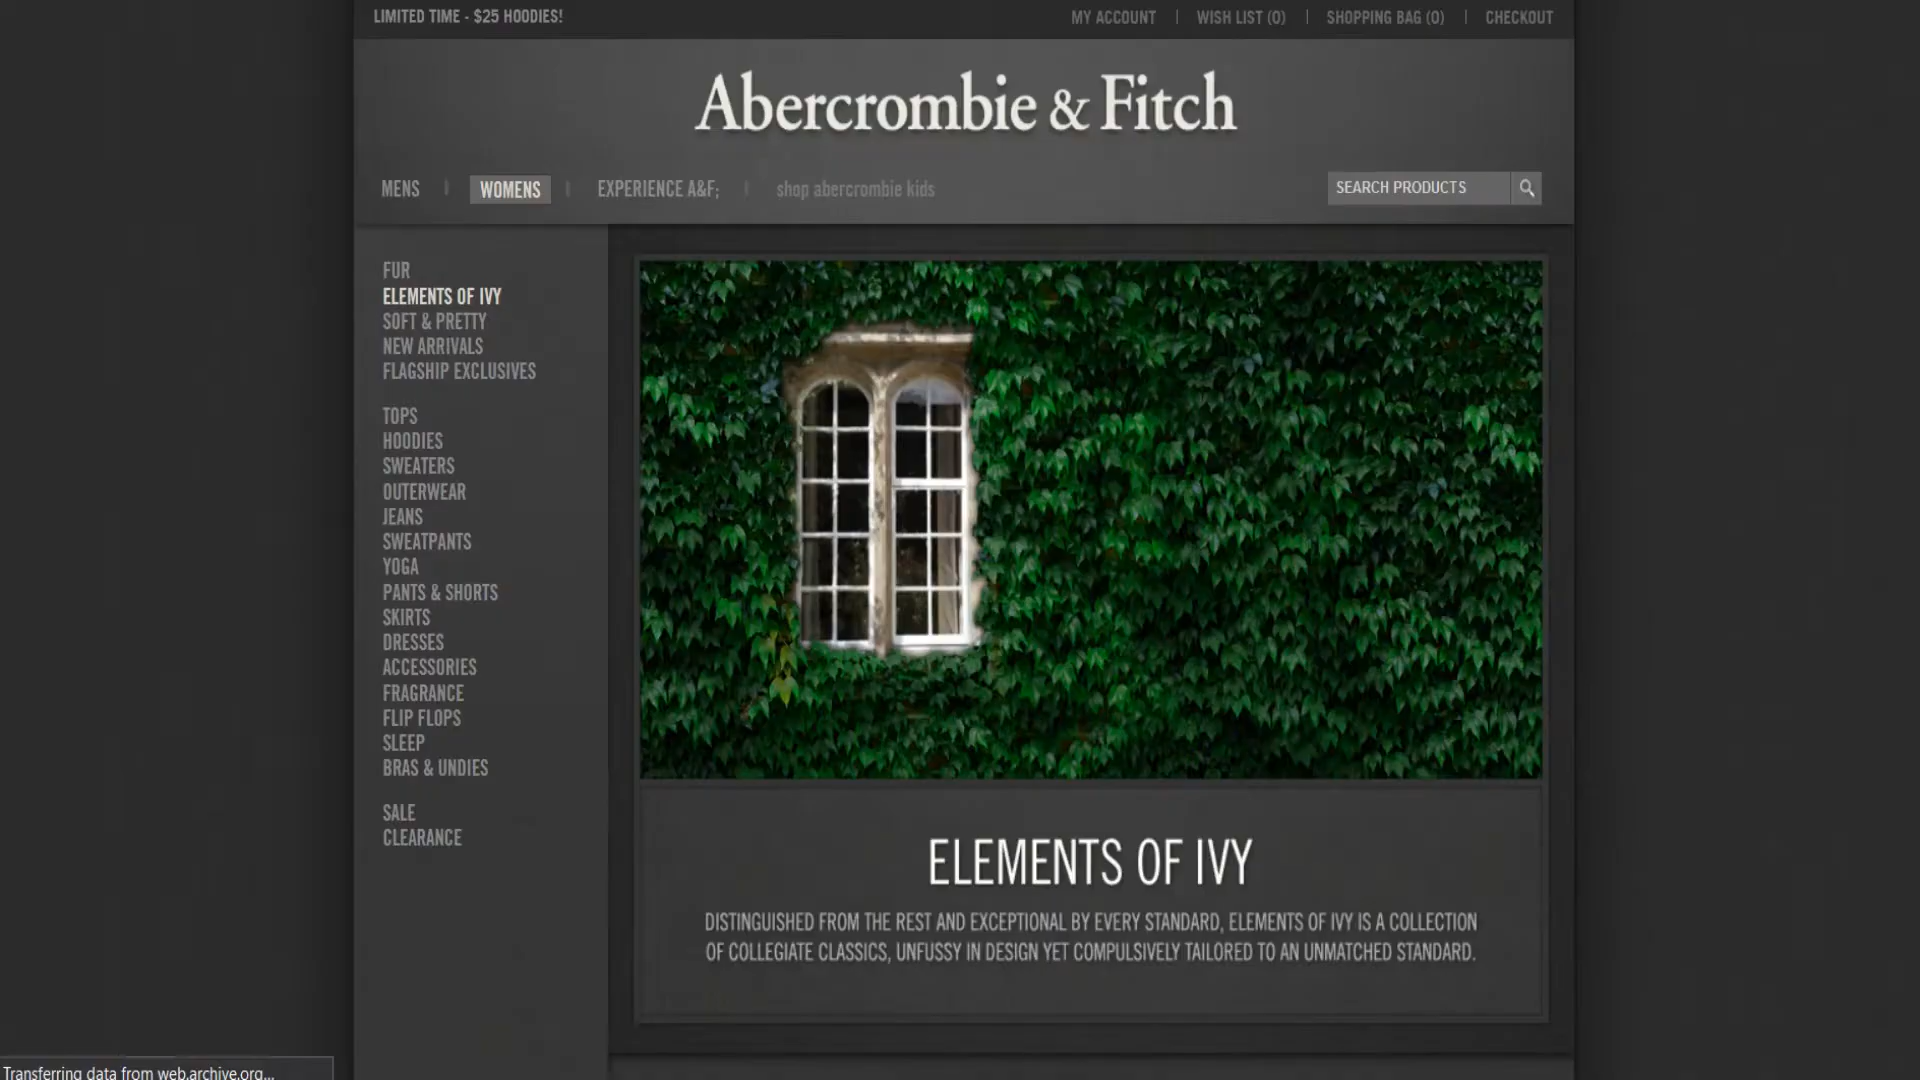 LIMITED TIME - $25 HOODIES!
MY ACCOUNT | WISH LIST (0) | SHOPPING BAG (0) | CHECKOUT
Abercrombie & Fitch
MENS | WOMENS | EXPERIENCE A&F; | shop abercrombie kids
SEARCH PRODUCTS
FUR
ELEMENTS OF IVY
SOFT & PRETTY
NEW ARRIVALS
FLAGSHIP EXCLUSIVES
TOPS
HOODIES
SWEATERS
OUTERWEAR
JEANS
SWEATPANTS
YOGA
PANTS & SHORTS
SKIRTS
DRESSES
ACCESSORIES
FRAGRANCE
FLIP FLOPS
SLEEP
BRAS & UNDIES
SALE
CLEARANCE
ELEMENTS OF IVY
DISTINGUISHED FROM THE REST AND EXCEPTIONAL BY EVERY STANDARD, ELEMENTS OF IVY IS A COLLECTION
OF COLLEGIATE CLASSICS, UNFUSSY IN DESIGN YET COMPULSIVELY TAILORED TO AN UNMATCHED STANDARD.
Transferring data from web.archive.org...